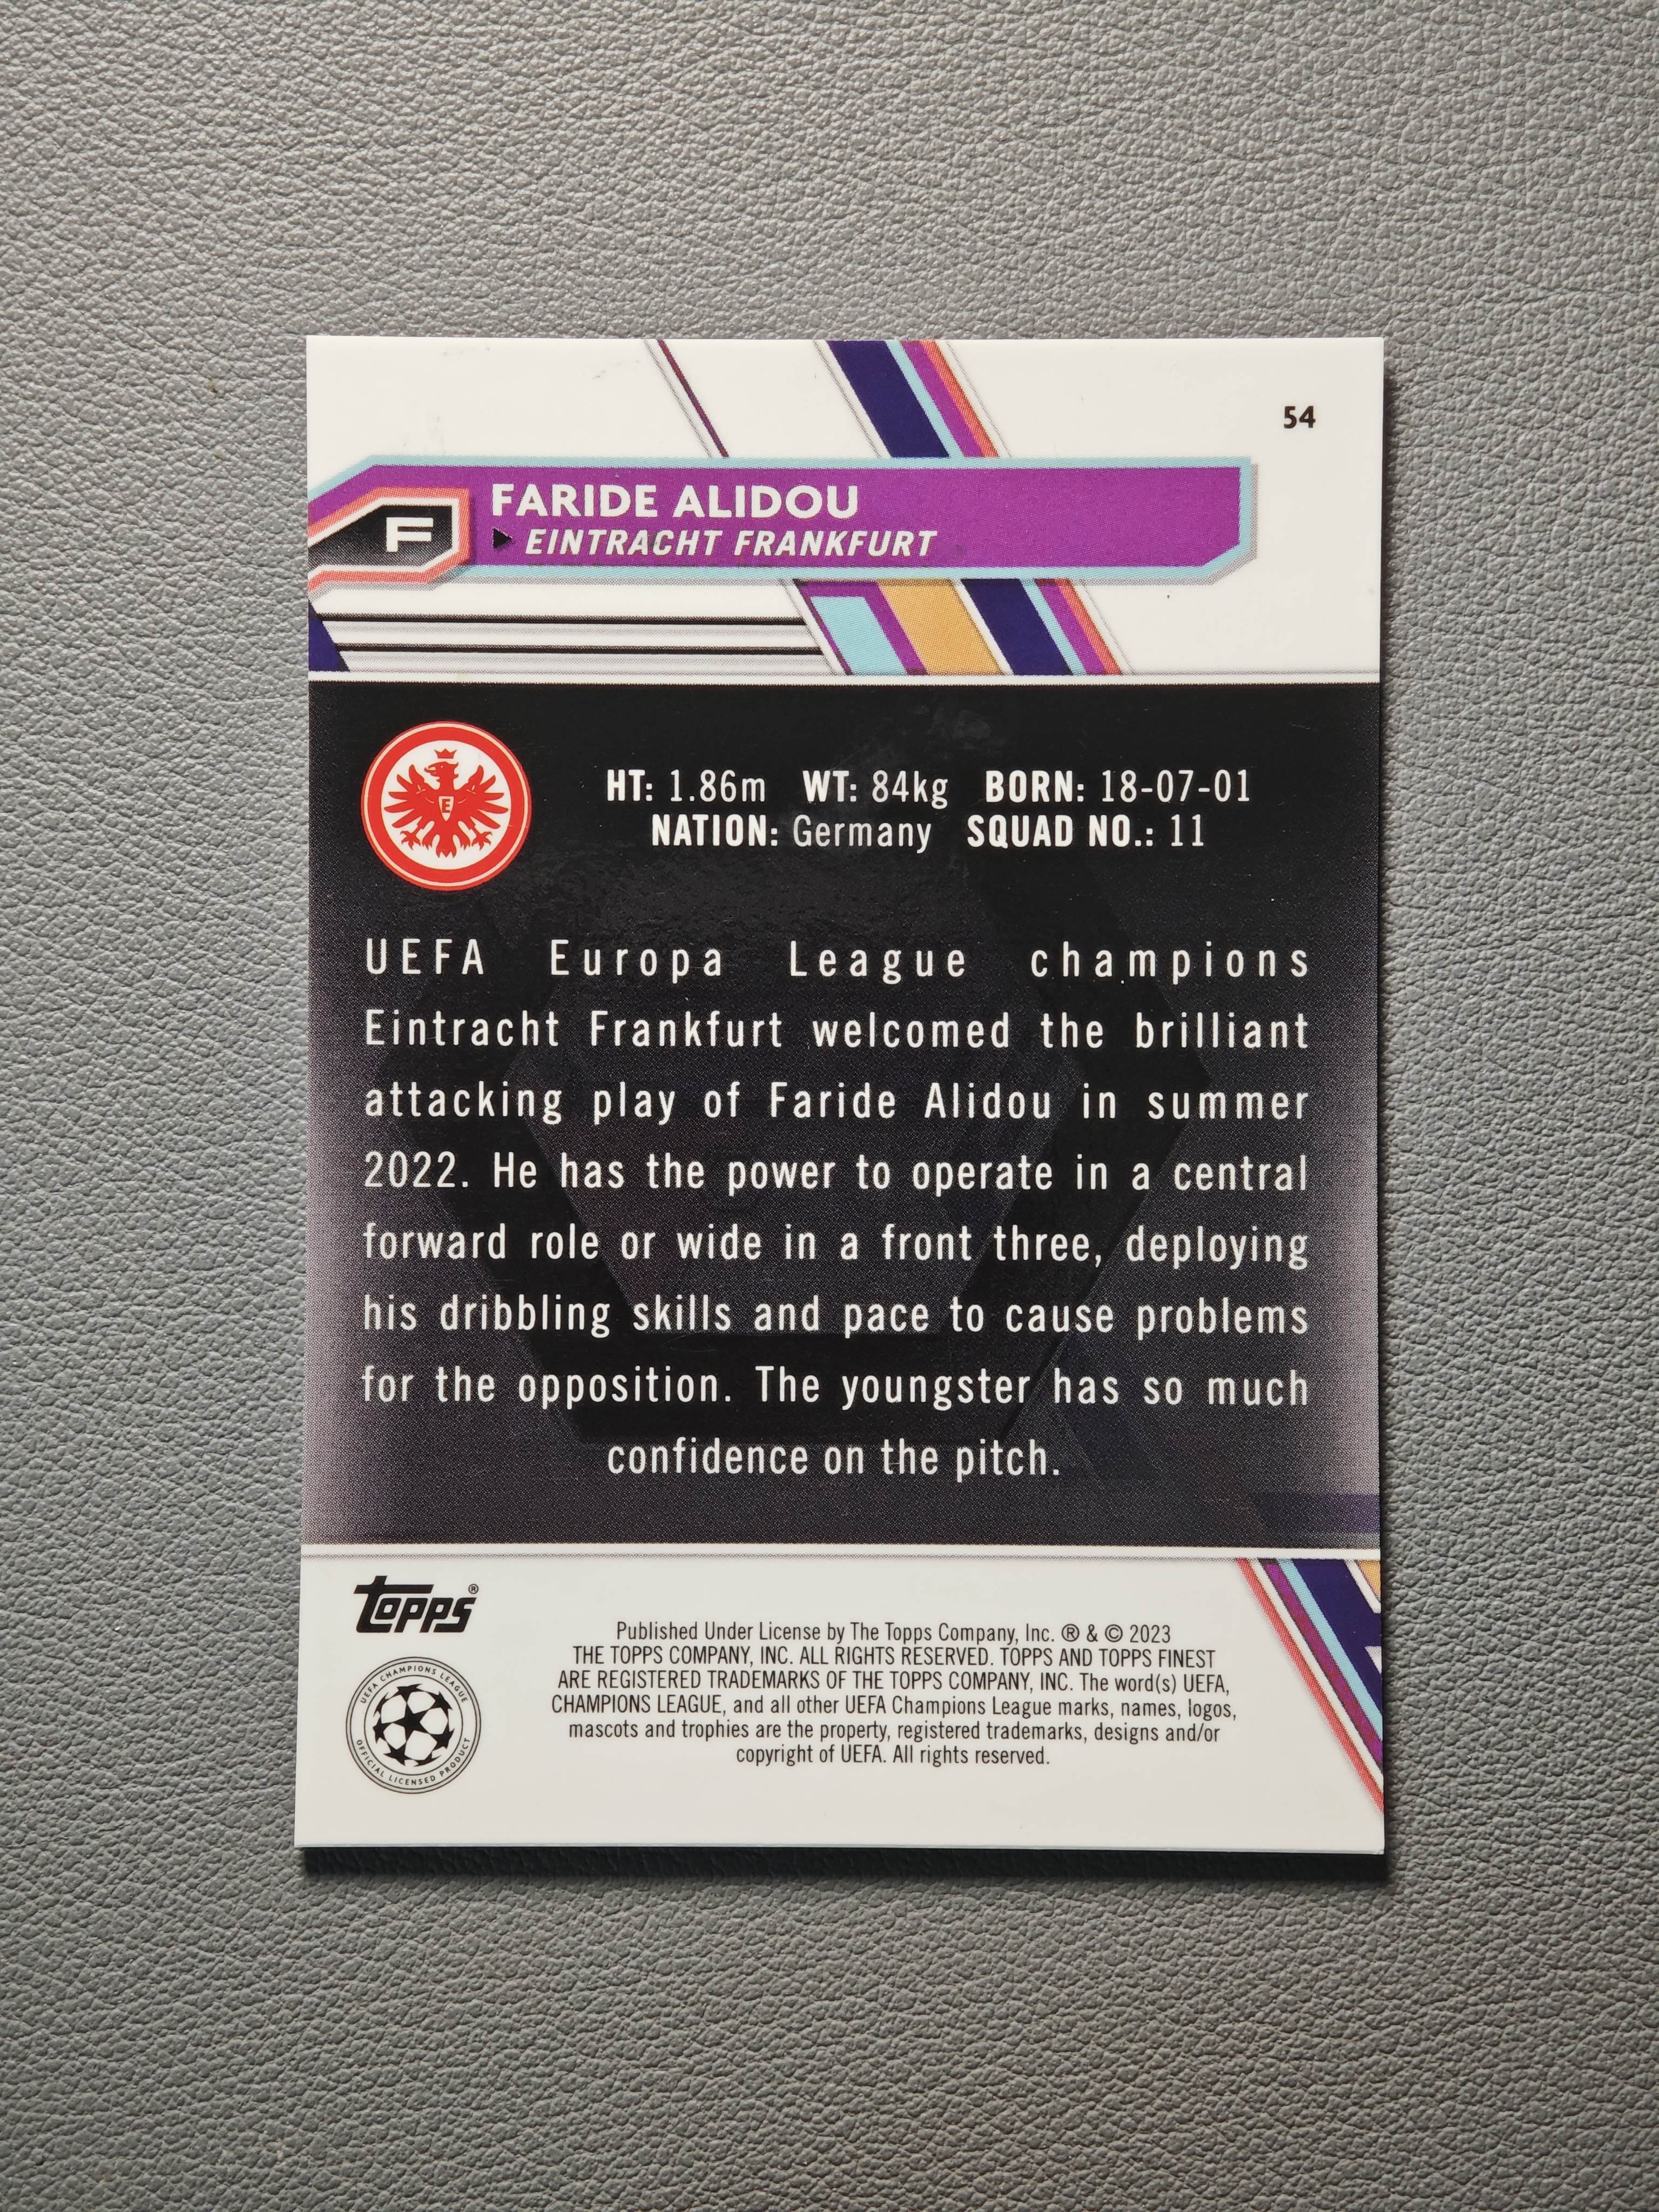 54
FARIDE ALIDOU
F
EINTRACHT FRANKFURT
HT: 1.86m WT: 84kg BORN: 18-07-01
NATION: Germany SQUAD NO.: 11
E
UEFA Europa League champions
Eintracht Frankfurt welcomed the brilliant
attacking play of Faride Alidou in summer
2022. He has the power to operate in a central
forward role or wide in a front three, deploying
his dribbling skills and pace to cause problems
for the opposition. The youngster has so much
confidence on the pitch.
Topps®
UEFA CHAMPIONS LEAGUE
OFFICIAL LICENSED PRODUCT
Published Under License by The Topps Company, Inc. ® & © 2023
THE TOPPS COMPANY, INC. ALL RIGHTS RESERVED. TOPPS AND TOPPS FINEST
ARE REGISTERED TRADEMARKS OF THE TOPPS COMPANY, INC. The word(s) UEFA,
CHAMPIONS LEAGUE, and all other UEFA Champions League marks, names, logos,
mascots and trophies are the property, registered trademarks, designs and/or
copyright of UEFA. All rights reserved.